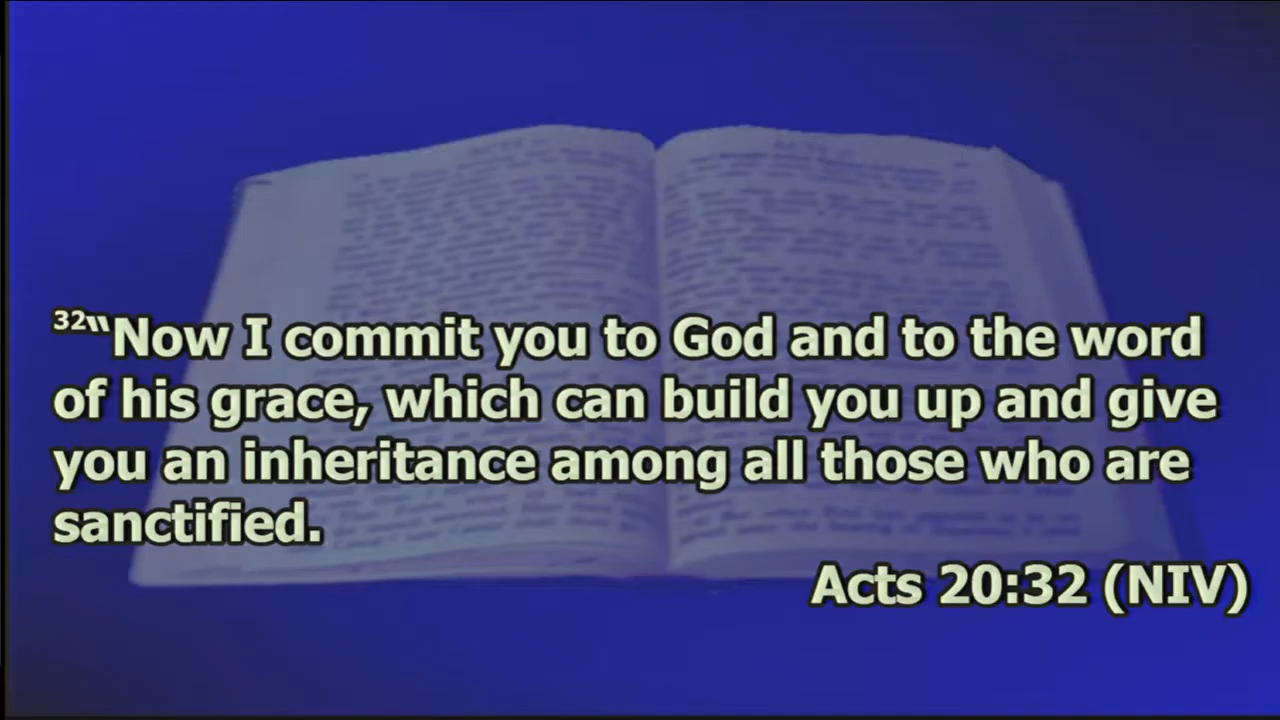 32“Now I commit you to God and to the word
of his grace, which can build you up and give
you an inheritance among all those who are
sanctified.
Acts 20:32 (NIV)